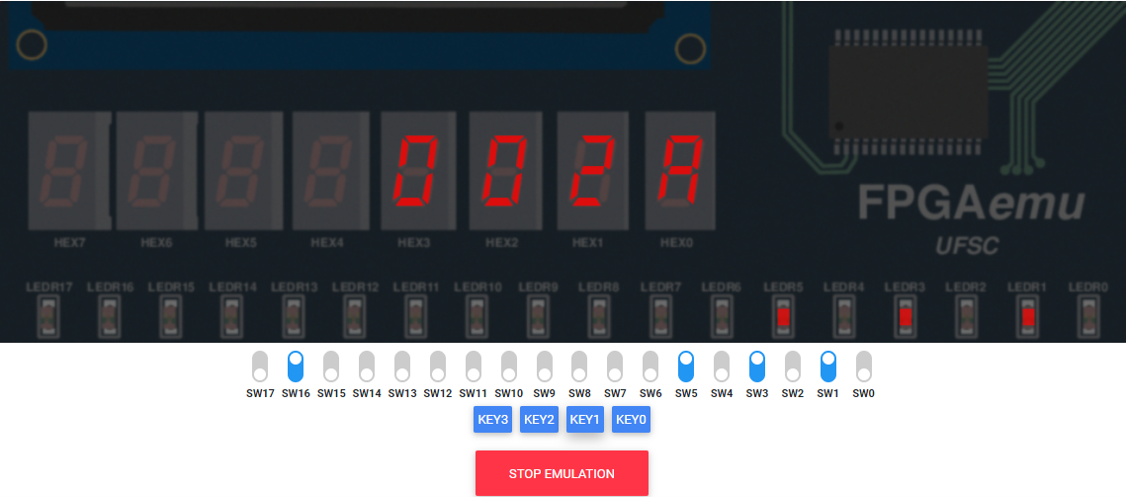 0 0 2 A
HEX7 HEX6 HEX5 HEX4 HEX3 HEX2 HEX1 HEX0
FPGAemu
UFSC
LEDR17 LEDR16 LEDR15 LEDR14 LEDR13 LEDR12 LEDR11 LEDR10 LEDR9 LEDR8 LEDR7 LEDR6 LEDR5 LEDR4 LEDR3 LEDR2 LEDR1 LEDR0
SW17 SW16 SW15 SW14 SW13 SW12 SW11 SW10 SW9 SW8 SW7 SW6 SW5 SW4 SW3 SW2 SW1 SW0
KEY3 KEY2 KEY1 KEY0
STOP EMULATION